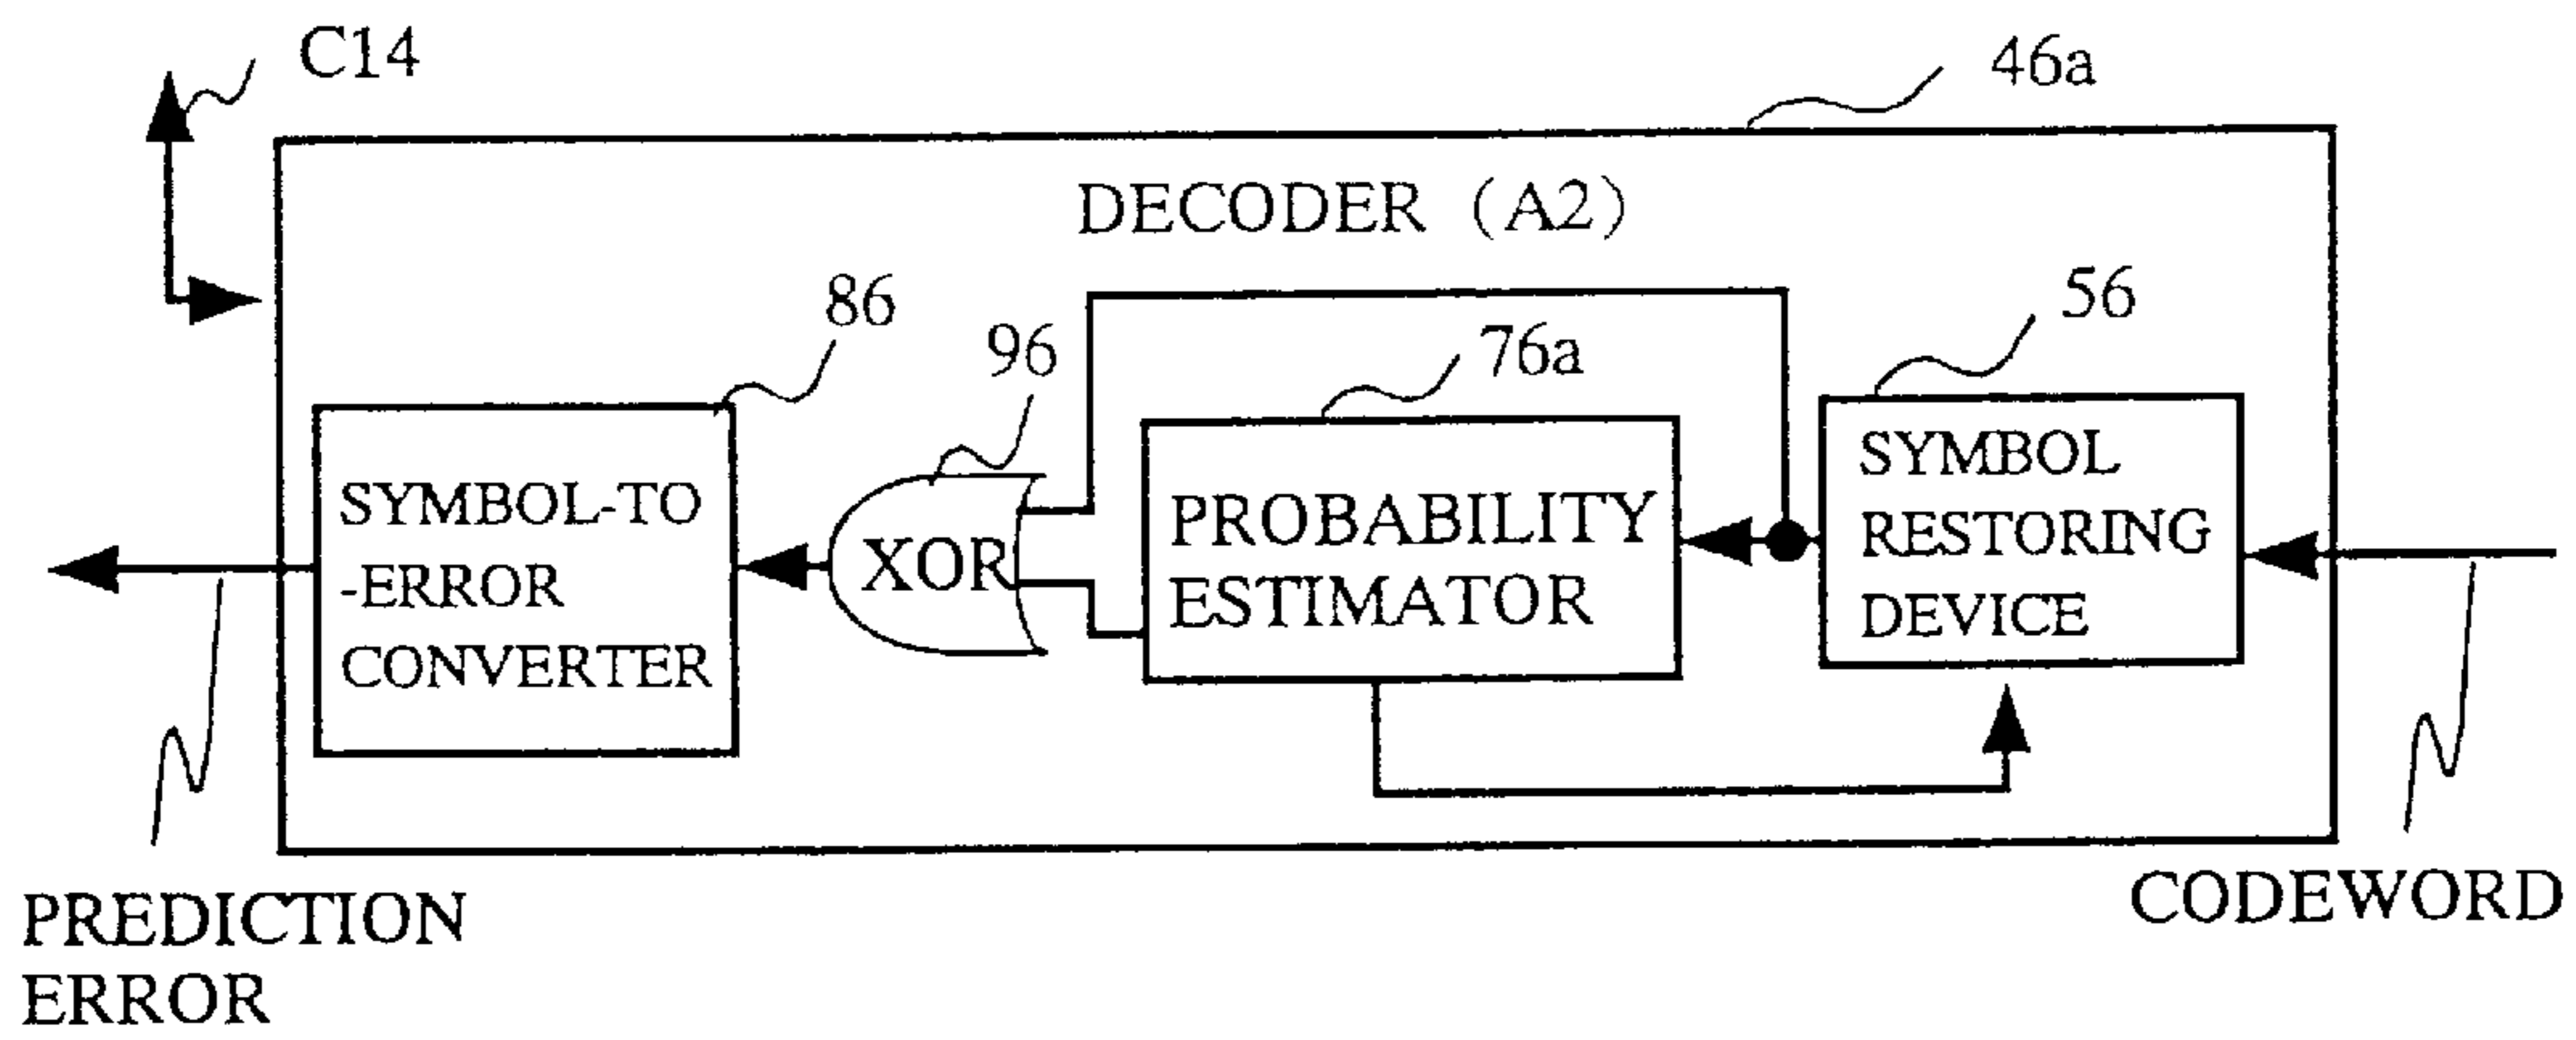 C14
46a
DECODER (A2)
86
96
76a
56
SYMBOL-TO
-ERROR
CONVERTER
XOR
PROBABILITY
ESTIMATOR
SYMBOL
RESTORING
DEVICE
PREDICTION
ERROR
CODEWORD